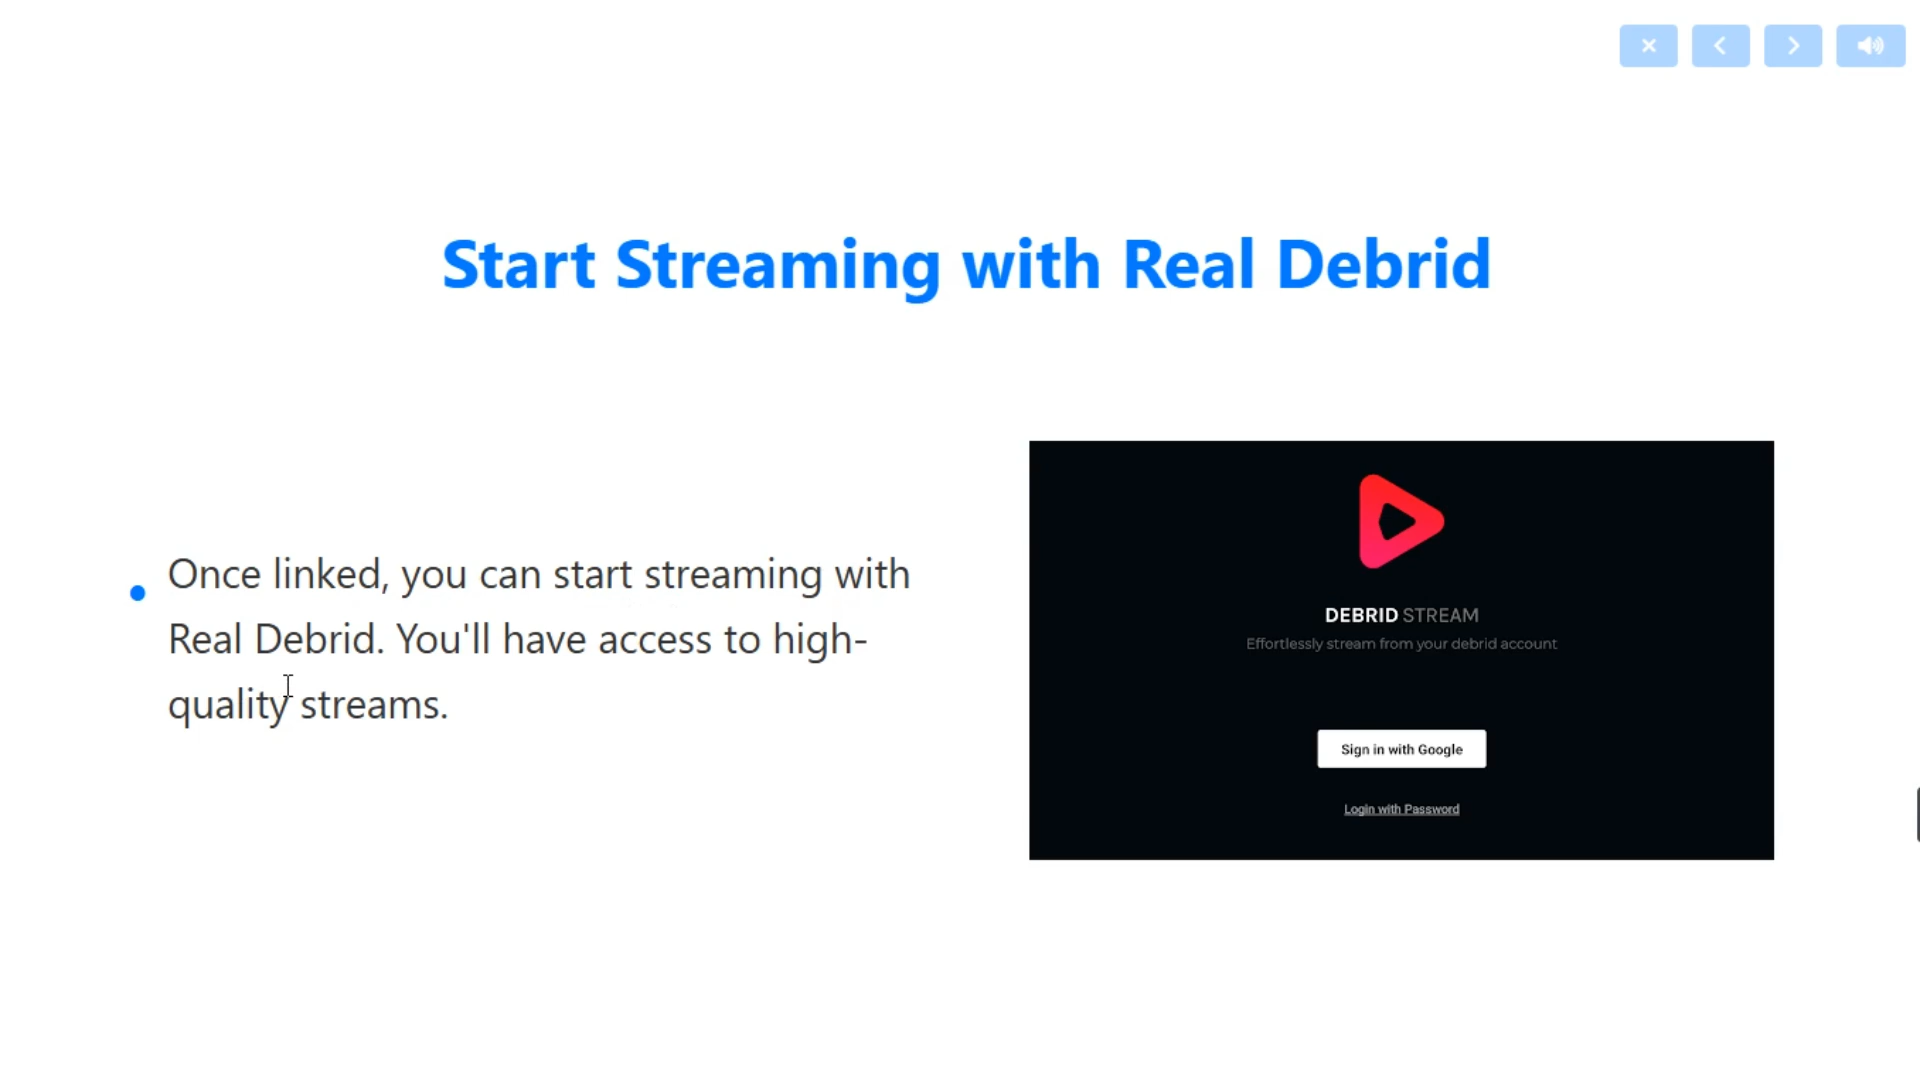 Start Streaming with Real Debrid
Once linked, you can start streaming with
Real Debrid. You'll have access to high-
quality streams.
DEBRID STREAM
Effortlessly stream from your debrid account
Sign in with Google
Login with Password